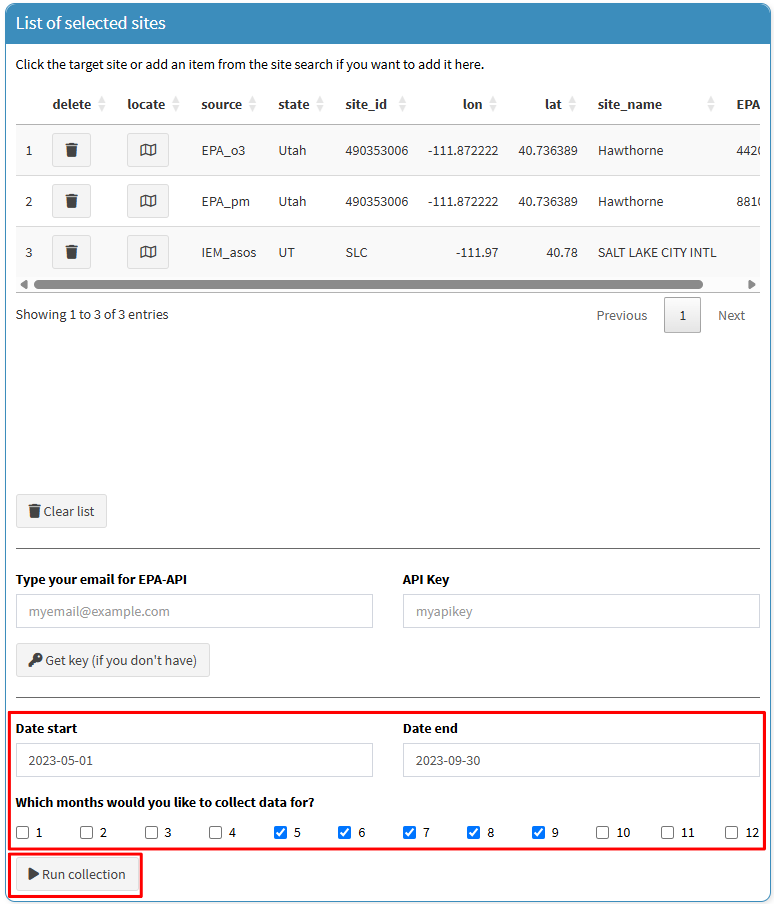 List of selected sites
Click the target site or add an item from the site search if you want to add it here.
delete locate source state site_id lon lat site_name EPA
1 EPA_o3 Utah 490353006 -111.872222 40.736389 Hawthorne 4420
2 EPA_pm Utah 490353006 -111.872222 40.736389 Hawthorne 8810
3 IEM_asos UT SLC -111.97 40.78 SALT LAKE CITY INTL
Showing 1 to 3 of 3 entries Previous 1 Next
Clear list
Type your email for EPA-API API Key
myemail@example.com myapikey
Get key (if you don't have)
Date start Date end
2023-05-01 2023-09-30
Which months would you like to collect data for?
1 2 3 4 5 6 7 8 9 10 11 12
Run collection